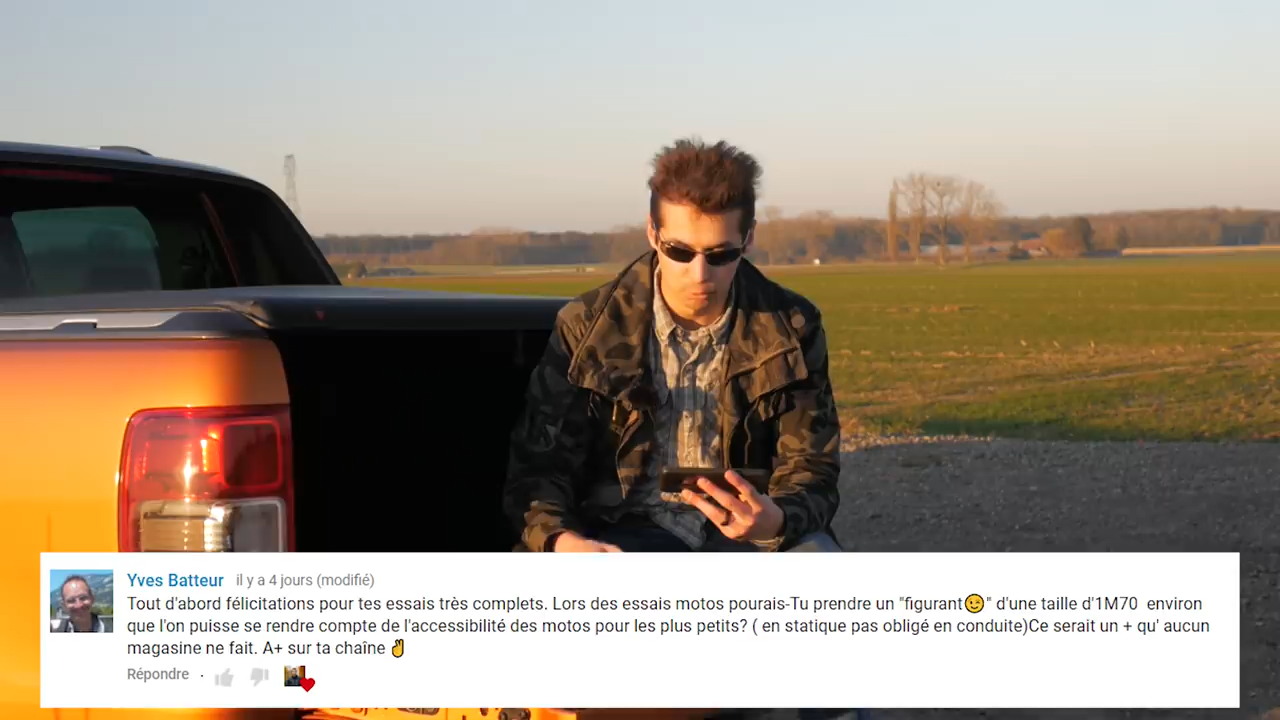 Yves Batteur il y a 4 jours (modifié)
Tout d'abord félicitations pour tes essais très complets. Lors des essais motos pourais-Tu prendre un "figurant😉" d'une taille d'1M70 environ
que l'on puisse se rendre compte de l'accessibilité des motos pour les plus petits? ( en statique pas obligé en conduite)Ce serait un + qu' aucun
magasine ne fait. A+ sur ta chaîne ✌
Répondre ·